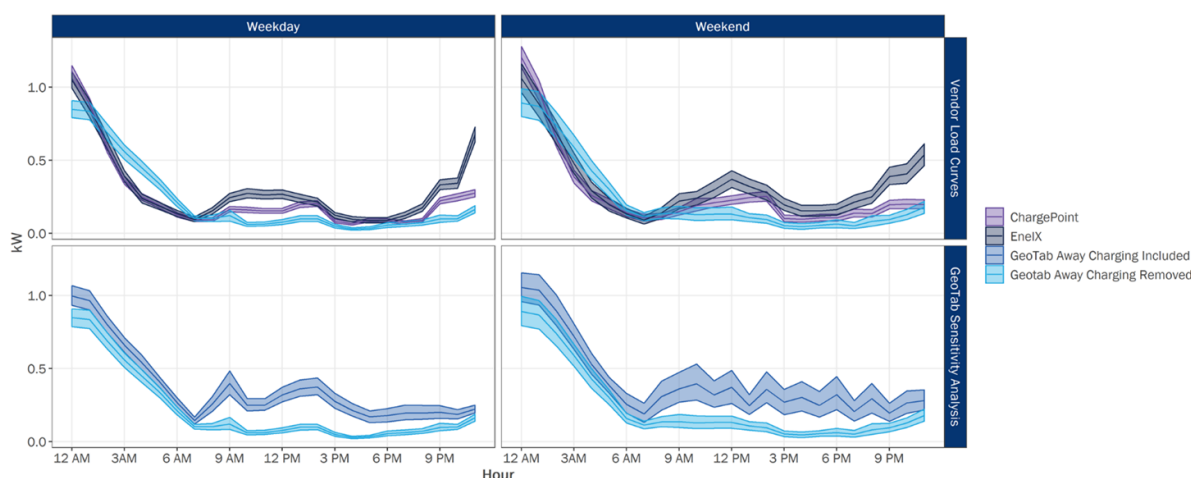 Weekday
Weekend
1.0
0.5
0.0
Vendor Load Curves
kW
1.0
0.5
0.0
GeoTab Sensitivity Analysis
12 AM 3AM 6 AM 9 AM 12 PM 3 PM 6 PM 9 PM
12 AM 3AM 6 AM 9 AM 12 PM 3 PM 6 PM 9 PM
Hour
ChargePoint
EnelX
GeoTab Away Charging Included
Geotab Away Charging Removed